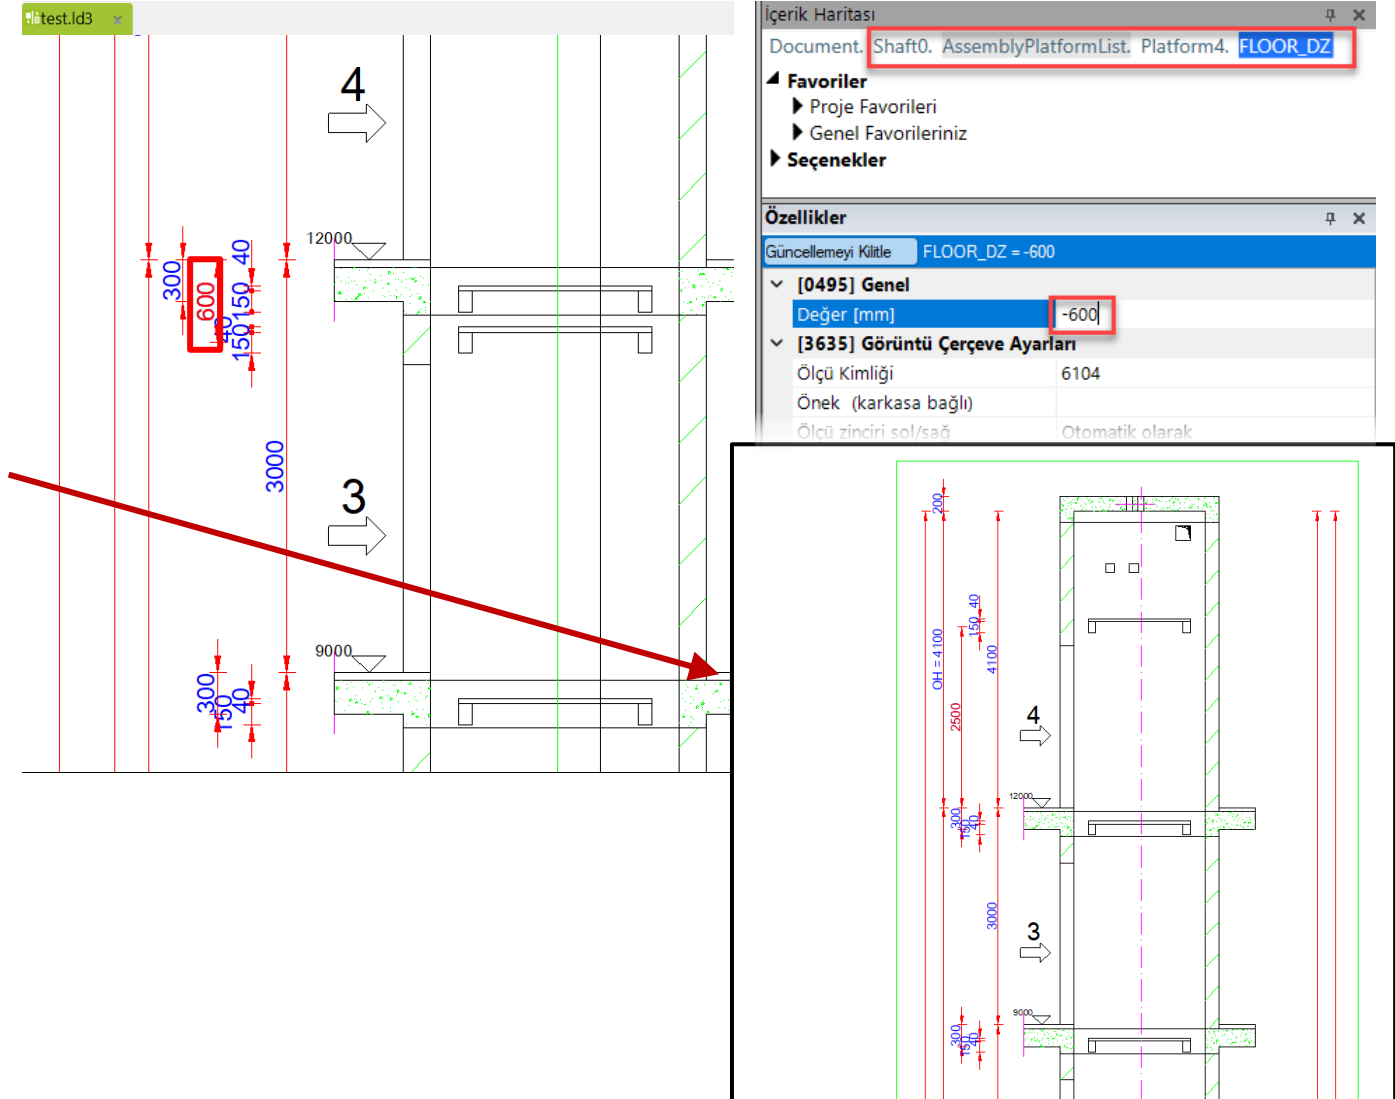 test.ld3 ×
4
12000
40
300
600
150
40
150
3000
3
9000
300
150
40
İçerik Haritası
Document. Shaft0. AssemblyPlatformList. Platform4. FLOOR_DZ
Favoriler
Proje Favorileri
Genel Favorileriniz
Seçenekler
Özellikler
Güncellemeyi Kilitle FLOOR_DZ = -600
[0495] Genel
Değer [mm] -600
[3635] Görüntü Çerçeve Ayarları
Ölçü Kimliği 6104
Önek (karkasa bağlı)
Ölçü zinciri sol/sağ Otomatik olarak
200
40
150
OH = 4100
4100
2500
4
12000
300
150
40
3000
3
9000
300
150
40